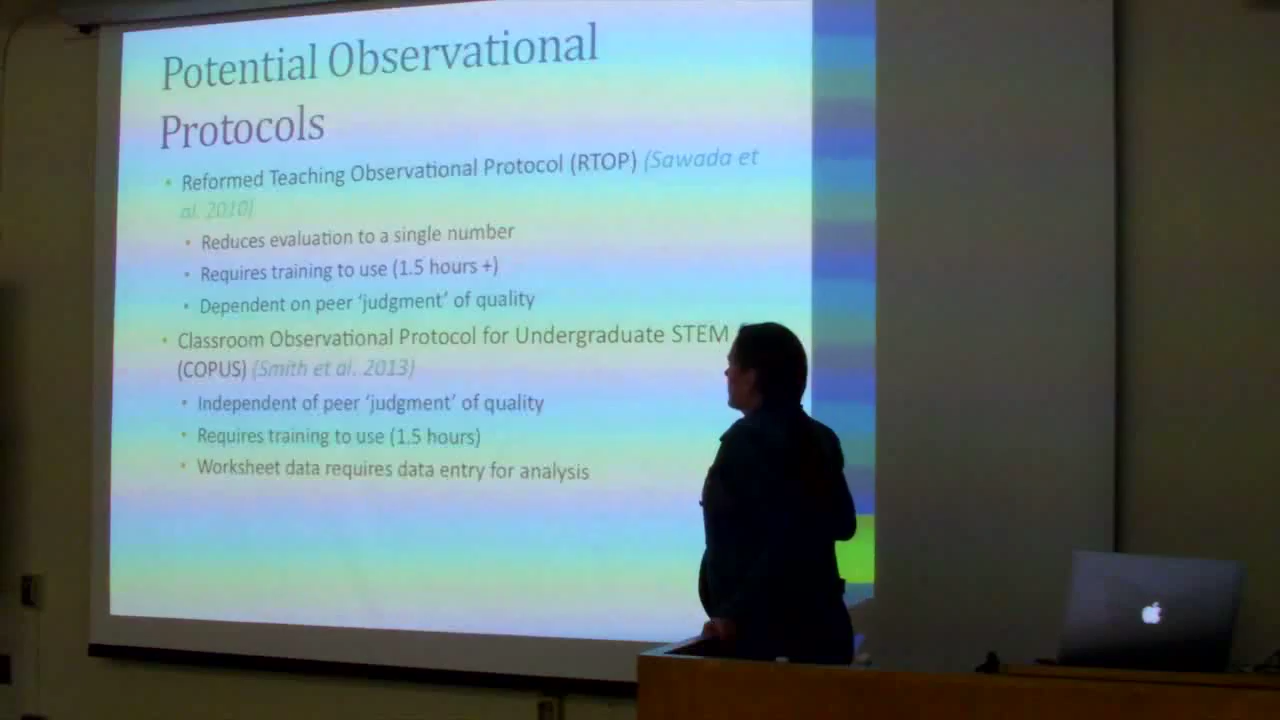 Potential Observational
Protocols
• Reformed Teaching Observational Protocol (RTOP) (Sawada et
al. 2010)
• Reduces evaluation to a single number
• Requires training to use (1.5 hours +)
• Dependent on peer ‘judgment’ of quality
• Classroom Observational Protocol for Undergraduate STEM
(COPUS) (Smith et al. 2013)
• Independent of peer ‘judgment’ of quality
• Requires training to use (1.5 hours)
• Worksheet data requires data entry for analysis